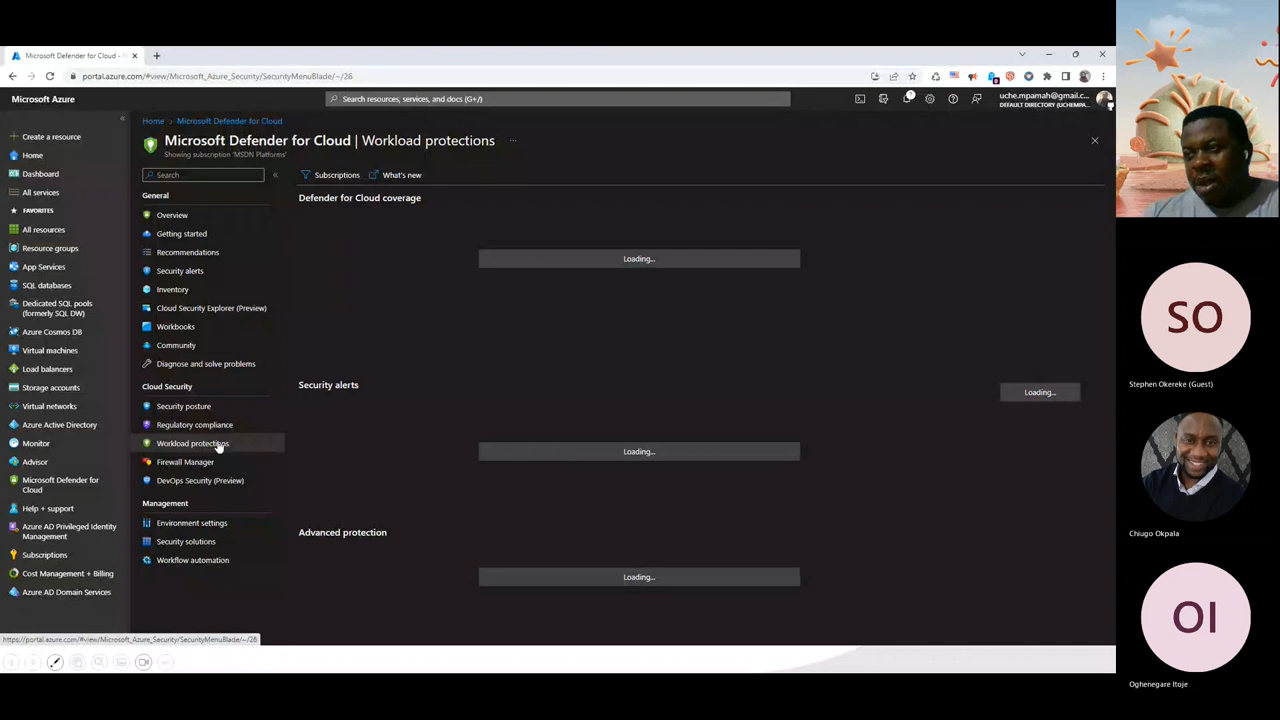 Microsoft Defender for Cloud -
portal.azure.com/#view/Microsoft_Azure_Security/SecurityMenuBlade/~/26
Microsoft Azure
Search resources, services, and docs (G+/)
uche.mpamah@gmail.c...
DEFAULT DIRECTORY (UCHEMPA...
Create a resource
Home
Dashboard
All services
FAVORITES
All resources
Resource groups
App Services
SQL databases
Dedicated SQL pools
(formerly SQL DW)
Azure Cosmos DB
Virtual machines
Load balancers
Storage accounts
Virtual networks
Azure Active Directory
Monitor
Advisor
Microsoft Defender for
Cloud
Help + support
Azure AD Privileged Identity
Management
Subscriptions
Cost Management + Billing
Azure AD Domain Services
Home > Microsoft Defender for Cloud
Microsoft Defender for Cloud | Workload protections ...
Showing subscription 'MSDN Platforms'
Search
General
Overview
Getting started
Recommendations
Security alerts
Inventory
Cloud Security Explorer (Preview)
Workbooks
Community
Diagnose and solve problems
Cloud Security
Security posture
Regulatory compliance
Workload protections
Firewall Manager
DevOps Security (Preview)
Management
Environment settings
Security solutions
Workflow automation
Subscriptions
What's new
Defender for Cloud coverage
Loading...
Security alerts
Loading...
Loading...
Advanced protection
Loading...
https://portal.azure.com/#view/Microsoft_Azure_Security/SecurityMenuBlade/~/26
SO
Stephen Okereke (Guest)
Chiugo Okpala
OI
Oghenegare Itoje